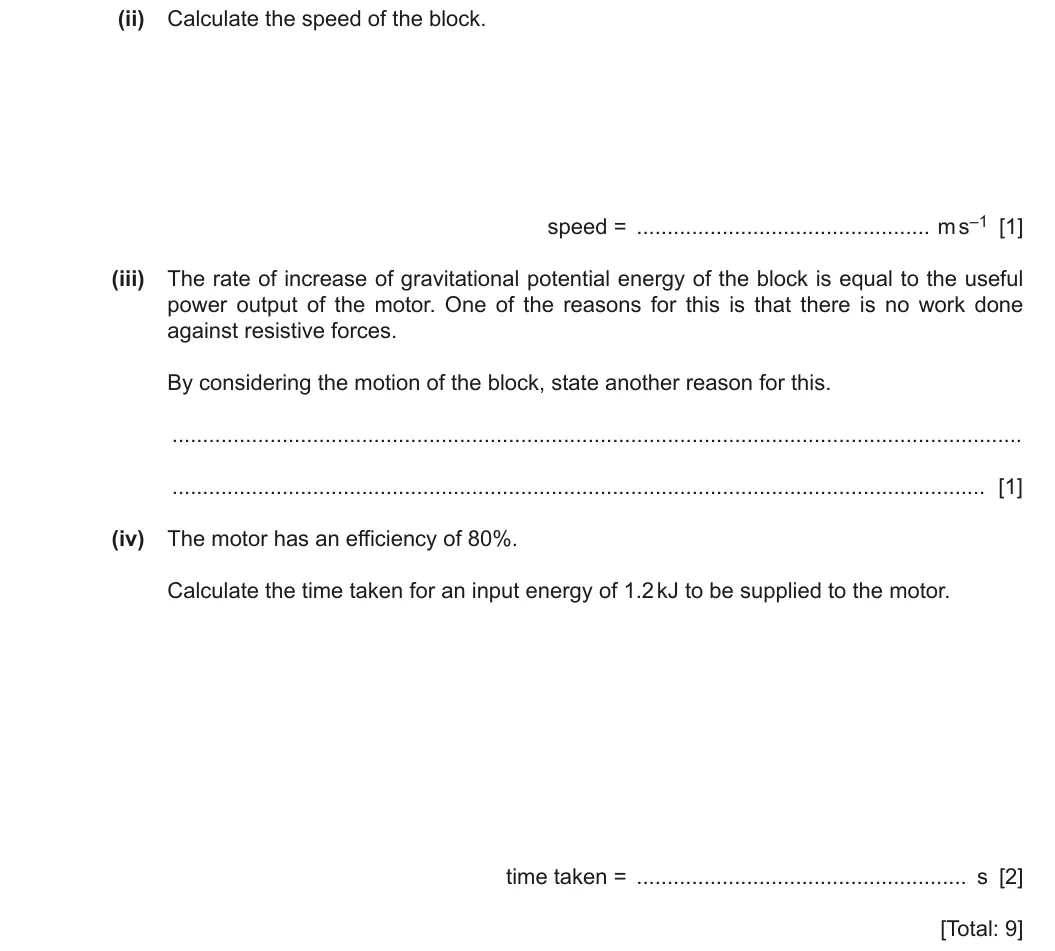 (ii) Calculate the speed of the block.
speed = ................................................ m s⁻¹ [1]
(iii) The rate of increase of gravitational potential energy of the block is equal to the useful
power output of the motor. One of the reasons for this is that there is no work done
against resistive forces.
By considering the motion of the block, state another reason for this.
...........................................................................................................................................
..................................................................................................................................... [1]
(iv) The motor has an efficiency of 80%.
Calculate the time taken for an input energy of 1.2 kJ to be supplied to the motor.
time taken = ...................................................... s [2]
[Total: 9]